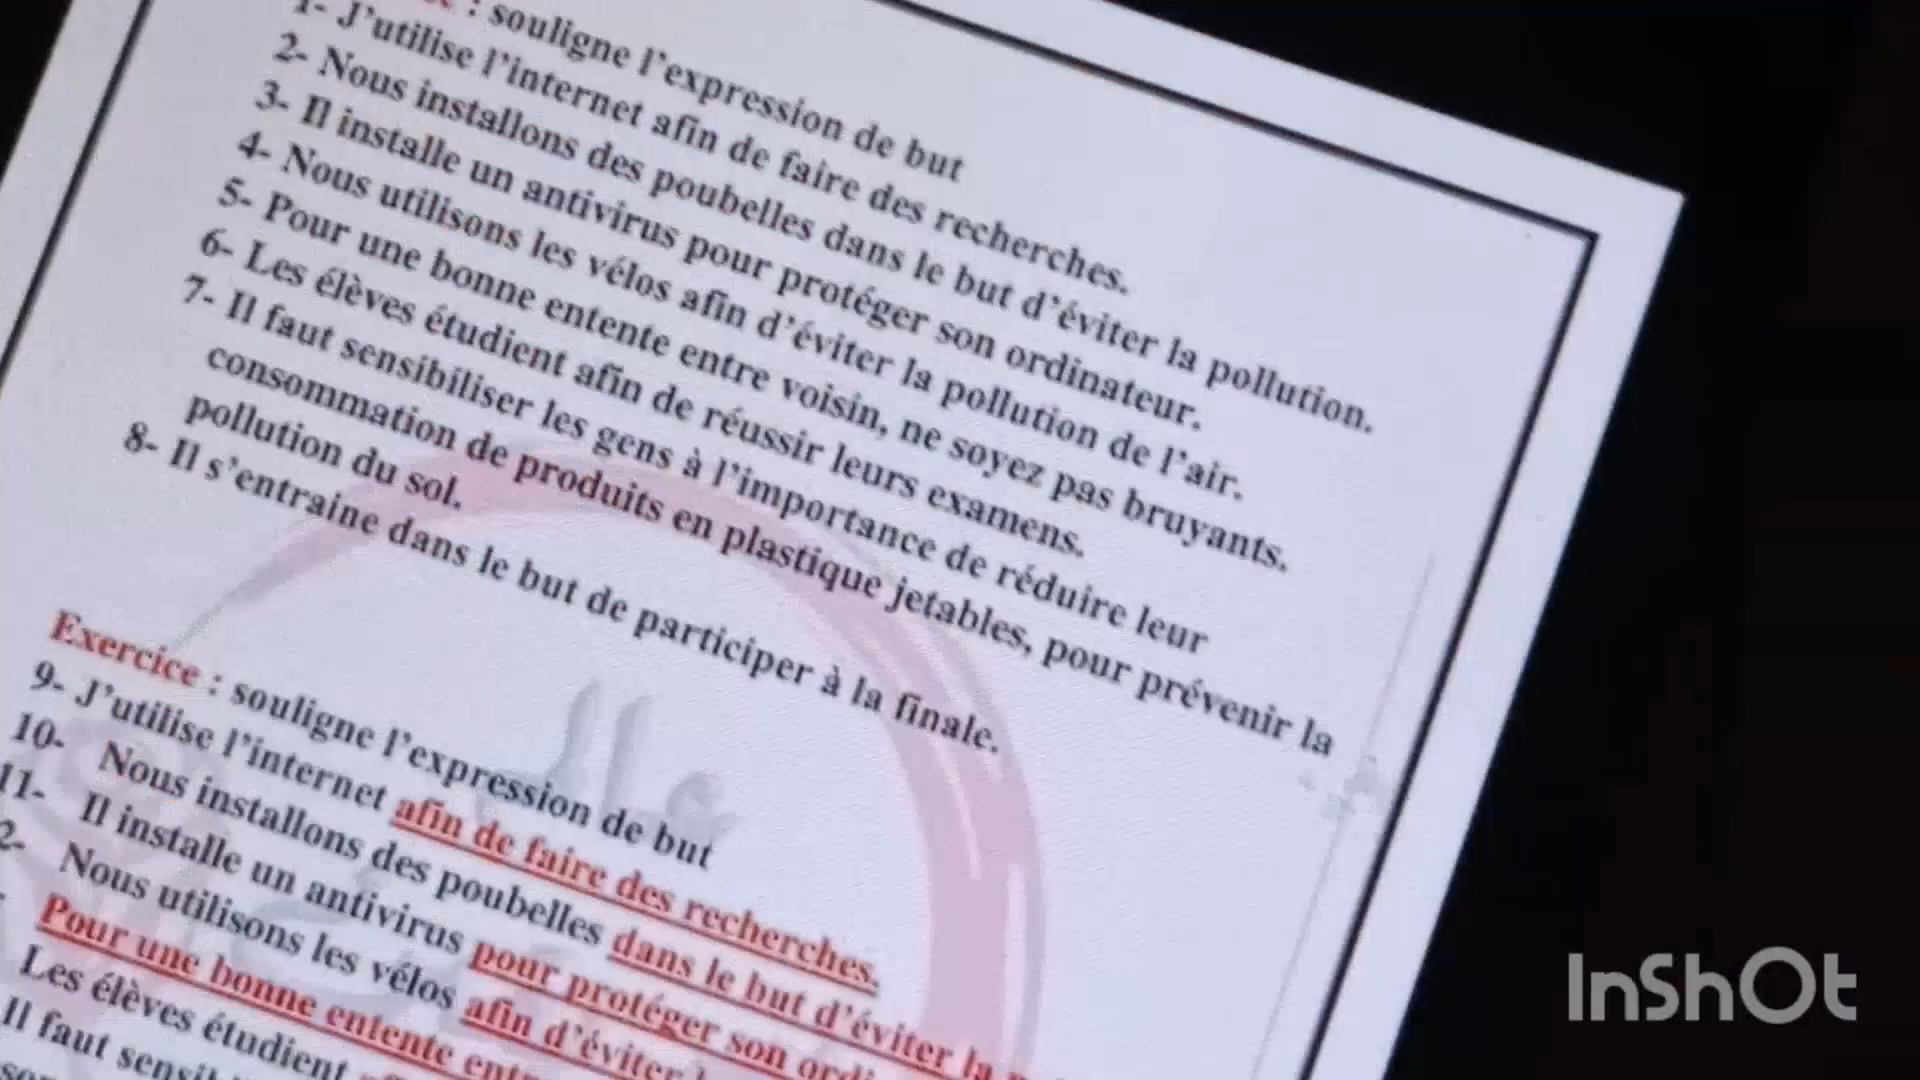 : souligne l'expression de but
1- J'utilise l'internet afin de faire des recherches.
2- Nous installons des poubelles dans le but d'éviter la pollution.
3- Il installe un antivirus pour protéger son ordinateur.
4- Nous utilisons les vélos afin d'éviter la pollution de l'air.
5- Pour une bonne entente entre voisin, ne soyez pas bruyants.
6- Les élèves étudient afin de réussir leurs examens.
7- Il faut sensibiliser les gens à l'importance de réduire leur
consommation de produits en plastique jetables, pour prévenir la
pollution du sol.
8- Il s'entraine dans le but de participer à la finale.
Exercice : souligne l'expression de but
9- J'utilise l'internet afin de faire des recherches.
10- Nous installons des poubelles dans le but d'éviter la
11- Il installe un antivirus pour protéger son
2- Nous utilisons les vélos afin d'éviter
Pour une bonne entente
Les élèves étudient
Il faut
InShOt